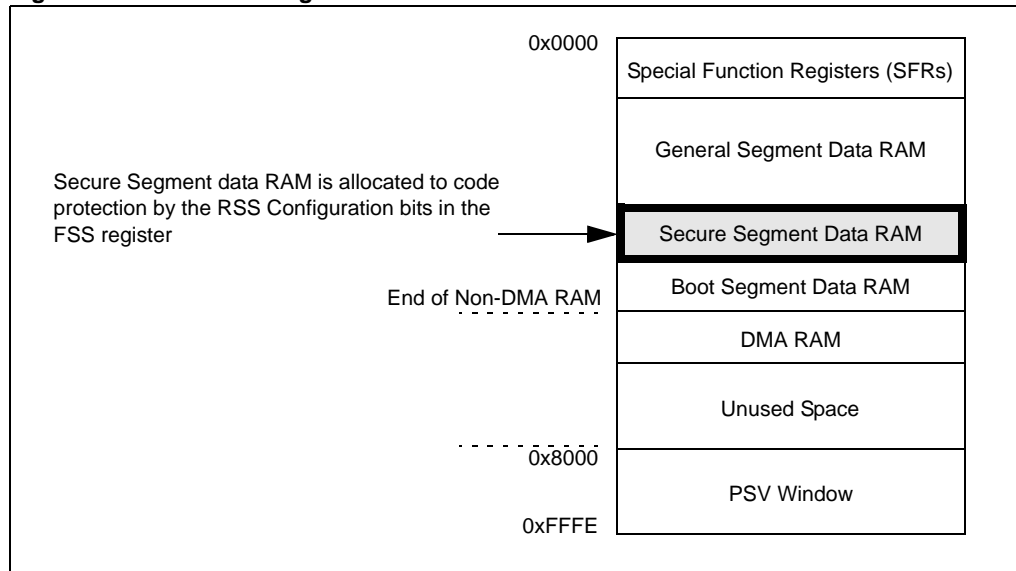 0x0000
Special Function Registers (SFRs)
General Segment Data RAM
Secure Segment data RAM is allocated to code
protection by the RSS Configuration bits in the
FSS register
Secure Segment Data RAM
Boot Segment Data RAM
End of Non-DMA RAM
DMA RAM
Unused Space
0x8000
PSV Window
0xFFFE